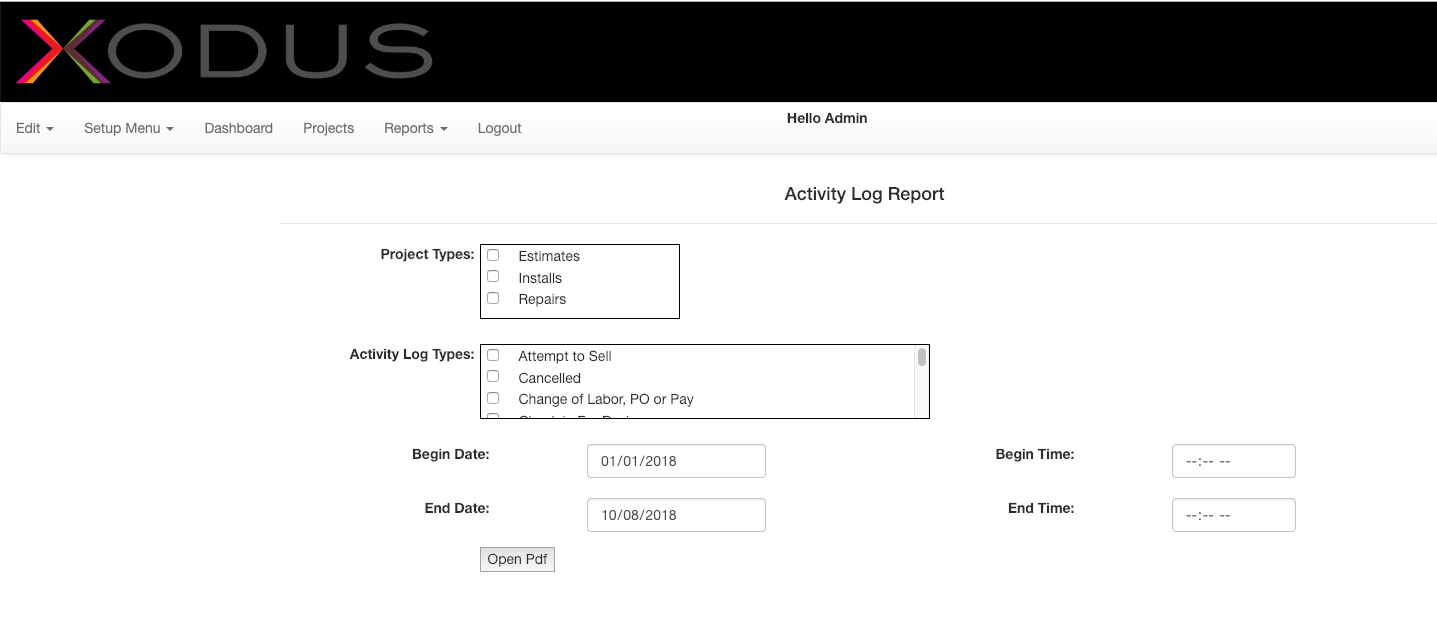 XODUS
Edit Setup Menu Dashboard Projects Reports Logout Hello Admin
Activity Log Report
Project Types: Estimates
Installs
Repairs
Activity Log Types: Attempt to Sell
Cancelled
Change of Labor, PO or Pay
Begin Date: 01/01/2018 Begin Time: --:-- --
End Date: 10/08/2018 End Time: --:-- --
Open Pdf